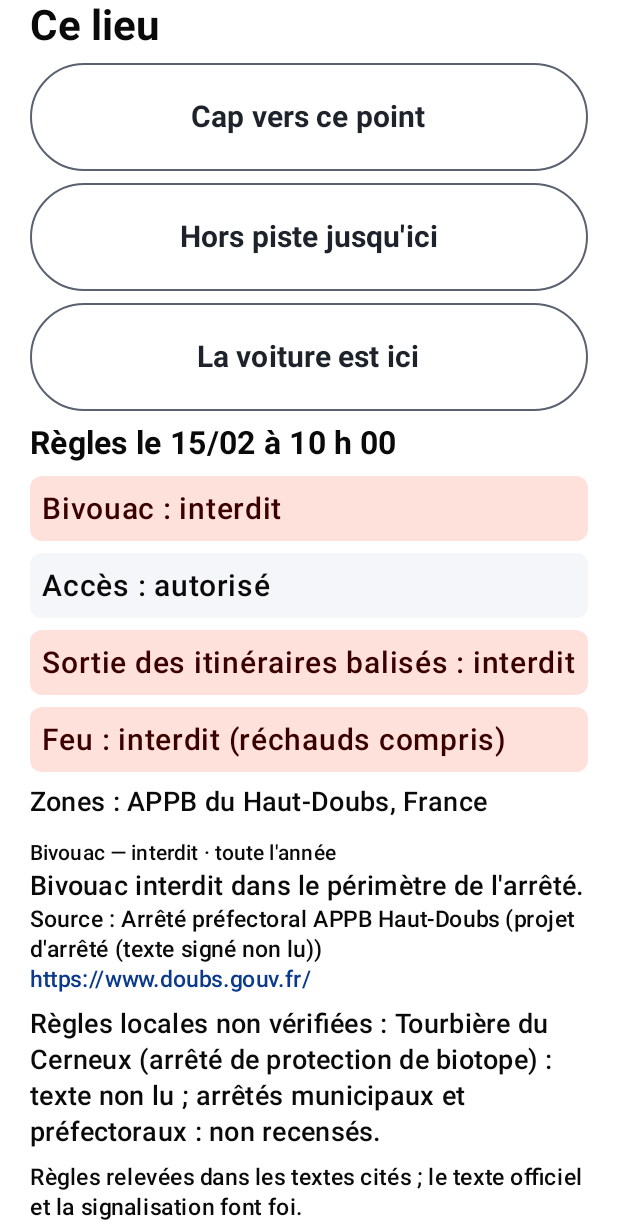 Ce lieu
Cap vers ce point
Hors piste jusqu'ici
La voiture est ici
Règles le 15/02 à 10 h 00
Bivouac : interdit
Accès : autorisé
Sortie des itinéraires balisés : interdit
Feu : interdit (réchauds compris)
Zones : APPB du Haut-Doubs, France
Bivouac — interdit · toute l'année
Bivouac interdit dans le périmètre de l'arrêté.
Source : Arrêté préfectoral APPB Haut-Doubs (projet
d'arrêté (texte signé non lu))
https://www.doubs.gouv.fr/
Règles locales non vérifiées : Tourbière du
Cerneux (arrêté de protection de biotope) :
texte non lu ; arrêtés municipaux et
préfectoraux : non recensés.
Règles relevées dans les textes cités ; le texte officiel
et la signalisation font foi.